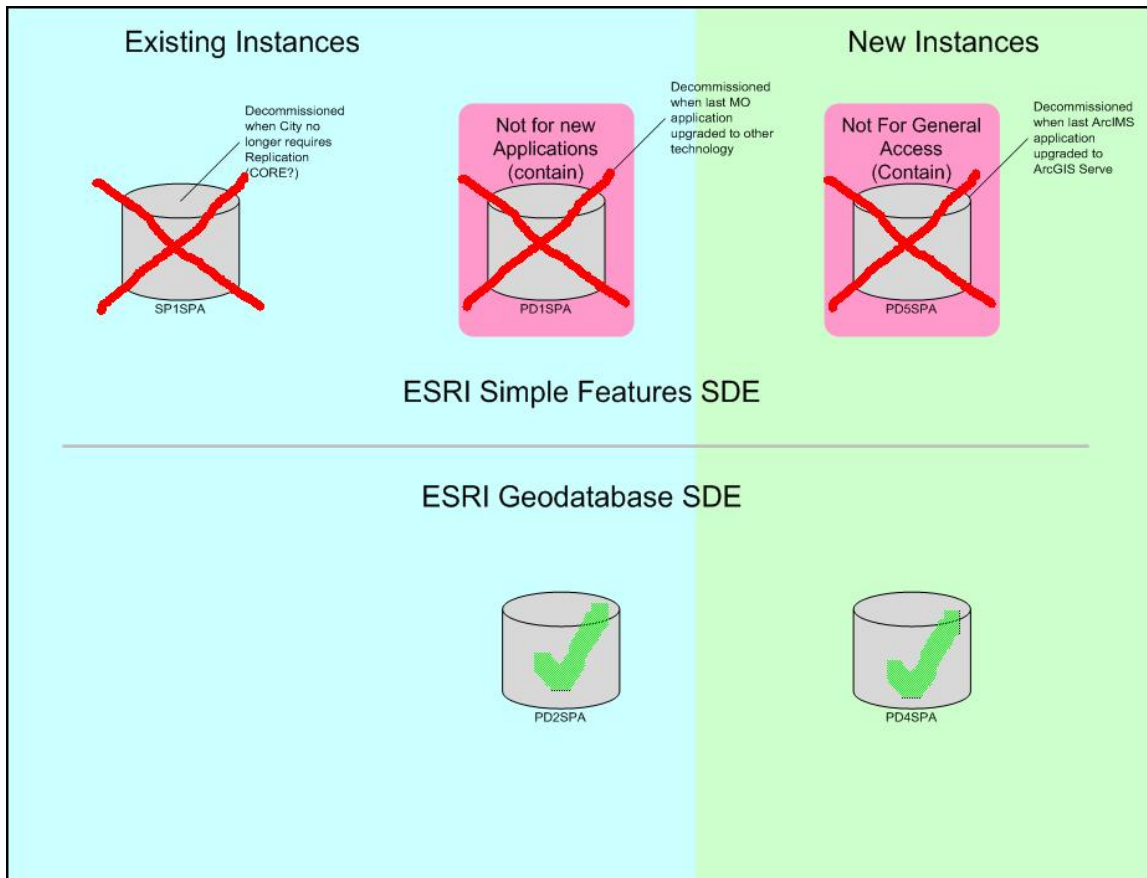 Existing Instances
New Instances
Decommissioned
when City no
longer requires
Replication
(CORE?)
SP1SPA
Not for new
Applications
(contain)
PD1SPA
Decommissioned
when last MO
application
upgraded to other
technology
Not For General
Access
(Contain)
PD5SPA
Decommissioned
when last ArcIMS
application
upgraded to
ArcGIS Serve
ESRI Simple Features SDE
ESRI Geodatabase SDE
PD2SPA
PD4SPA